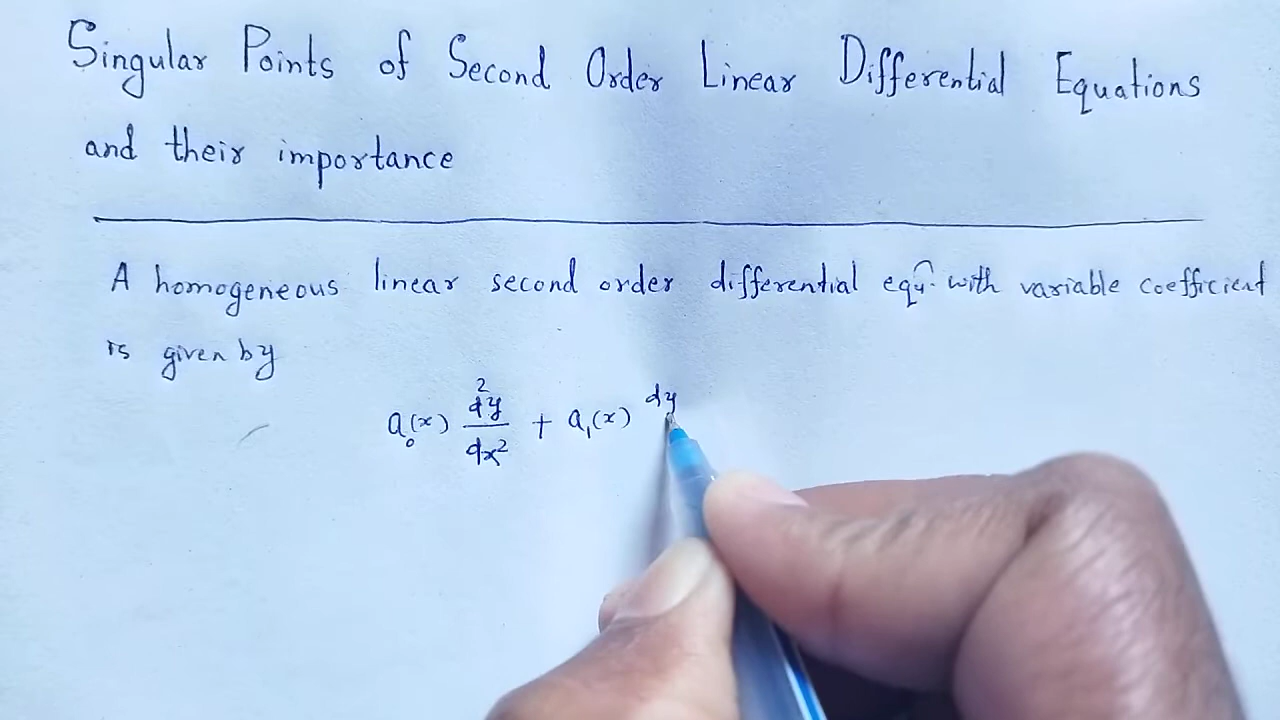 Singular Points of Second Order Linear Differential Equations
and their importance
A homogeneous linear second order differential equⁿ. with variable coefficient
is given by
a₀(x) d²y/dx² + a₁(x) dy